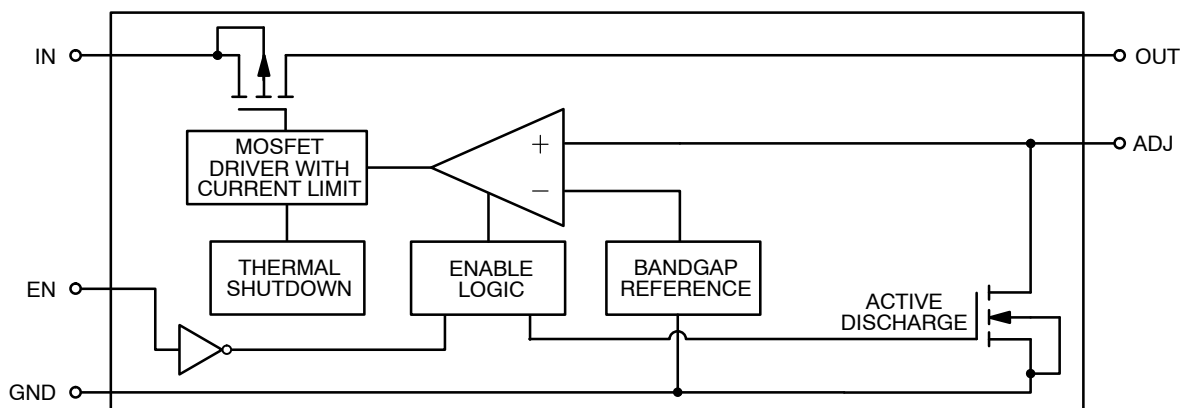 IN
OUT
MOSFET
DRIVER WITH
CURRENT LIMIT
+
−
ADJ
THERMAL
SHUTDOWN
ENABLE
LOGIC
BANDGAP
REFERENCE
EN
ACTIVE
DISCHARGE
GND